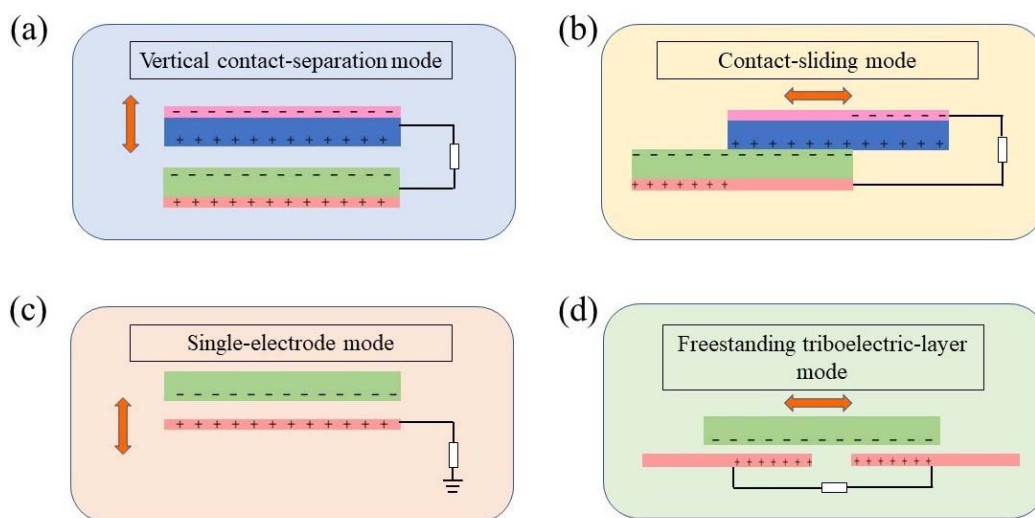 (a)
Vertical contact-separation mode
- - - - - - - - - - - -
+ + + + + + + + + + +
- - - - - - - - - - - -
+ + + + + + + + + + +
(b)
Contact-sliding mode
- - - - - -
+ + + + + + + + + + +
- - - - - - - - - - - - -
+ + + + + + +
(c)
Single-electrode mode
- - - - - - - - - - - -
+ + + + + + + + + + + +
(d)
Freestanding triboelectric-layer
mode
- - - - - - - - - - - - -
+ + + + + + + + + + + + + +